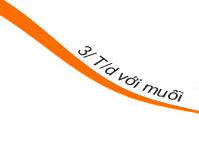 3/ T/d với muối